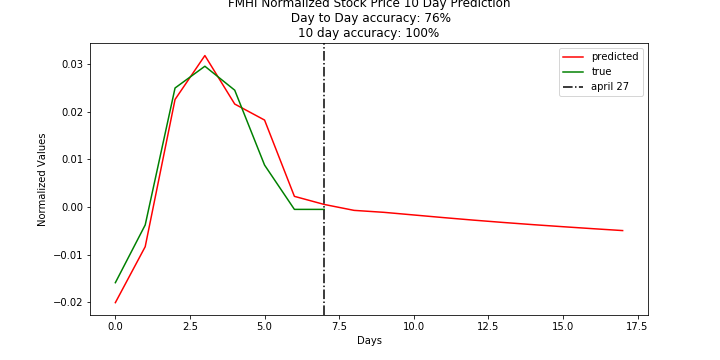 FMHI Normalized Stock Price 10 Day Prediction
Day to Day accuracy: 76%
10 day accuracy: 100%
predicted
true
april 27
0.03
0.02
0.01
0.00
−0.01
−0.02
Normalized Values
0.0 2.5 5.0 7.5 10.0 12.5 15.0 17.5
Days